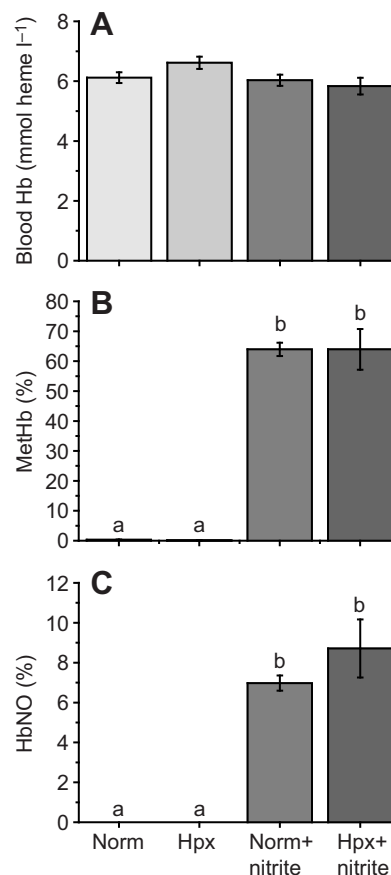 A
Blood Hb (mmol heme l⁻¹)
8
6
4
2
0
B
MetHb (%)
80
70
60
50
40
30
20
10
0
a
a
b
b
C
HbNO (%)
12
10
8
6
4
2
0
a
a
b
b
Norm
Hpx
Norm+
nitrite
Hpx+
nitrite